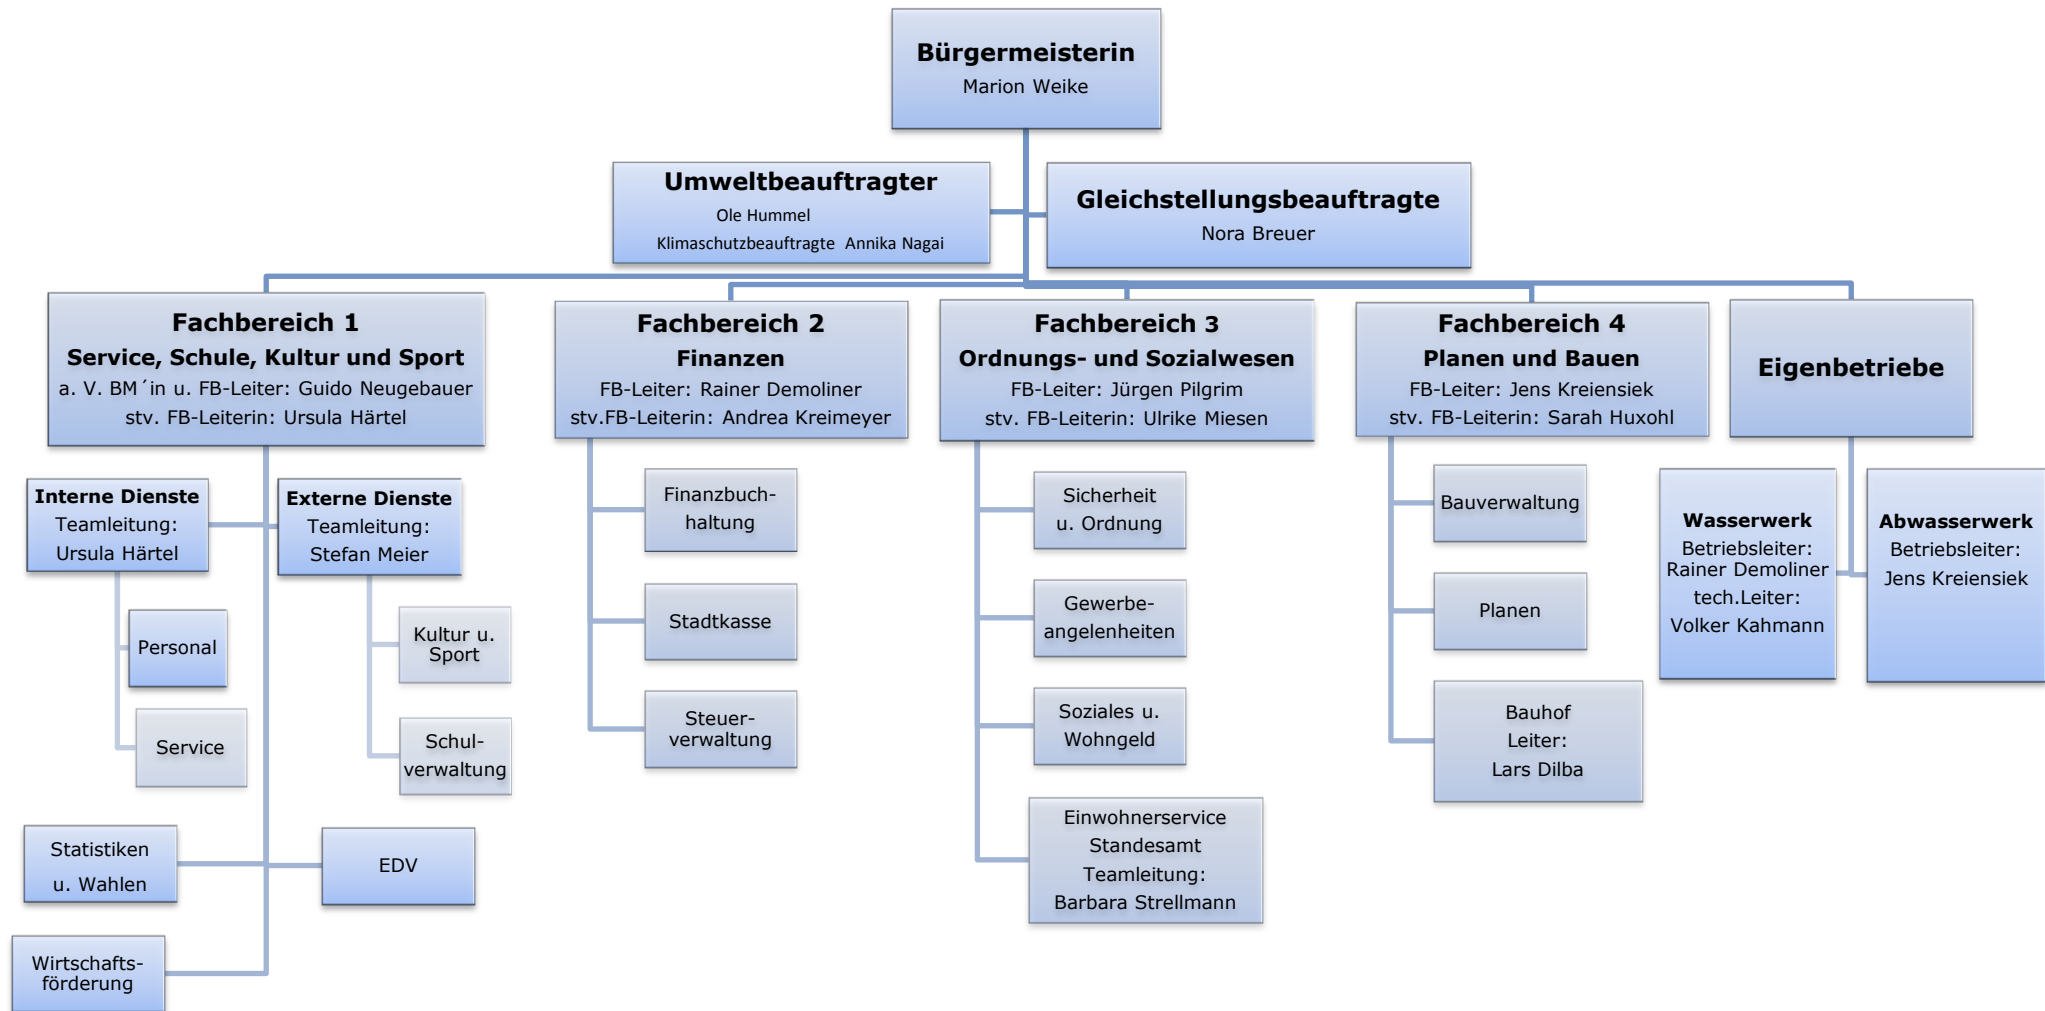 Bürgermeisterin
Marion Weike
Umweltbeauftragter
Ole Hummel
Klimaschutzbeauftragte Annika Nagai
Gleichstellungsbeauftragte
Nora Breuer
Fachbereich 1
Service, Schule, Kultur und Sport
a. V. BM´in u. FB-Leiter: Guido Neugebauer
stv. FB-Leiterin: Ursula Härtel
Fachbereich 2
Finanzen
FB-Leiter: Rainer Demoliner
stv.FB-Leiterin: Andrea Kreimeyer
Fachbereich 3
Ordnungs- und Sozialwesen
FB-Leiter: Jürgen Pilgrim
stv. FB-Leiterin: Ulrike Miesen
Fachbereich 4
Planen und Bauen
FB-Leiter: Jens Kreiensiek
stv. FB-Leiterin: Sarah Huxohl
Eigenbetriebe
Interne Dienste
Teamleitung:
Ursula Härtel
Externe Dienste
Teamleitung:
Stefan Meier
Personal
Service
Kultur u.
Sport
Schul-
verwaltung
Statistiken
u. Wahlen
EDV
Wirtschafts-
förderung
Finanzbuch-
haltung
Stadtkasse
Steuer-
verwaltung
Sicherheit
u. Ordnung
Gewerbe-
angelenheiten
Soziales u.
Wohngeld
Einwohnerservice
Standesamt
Teamleitung:
Barbara Strellmann
Bauverwaltung
Planen
Bauhof
Leiter:
Lars Dilba
Wasserwerk
Betriebsleiter:
Rainer Demoliner
tech.Leiter:
Volker Kahmann
Abwasserwerk
Betriebsleiter:
Jens Kreiensiek